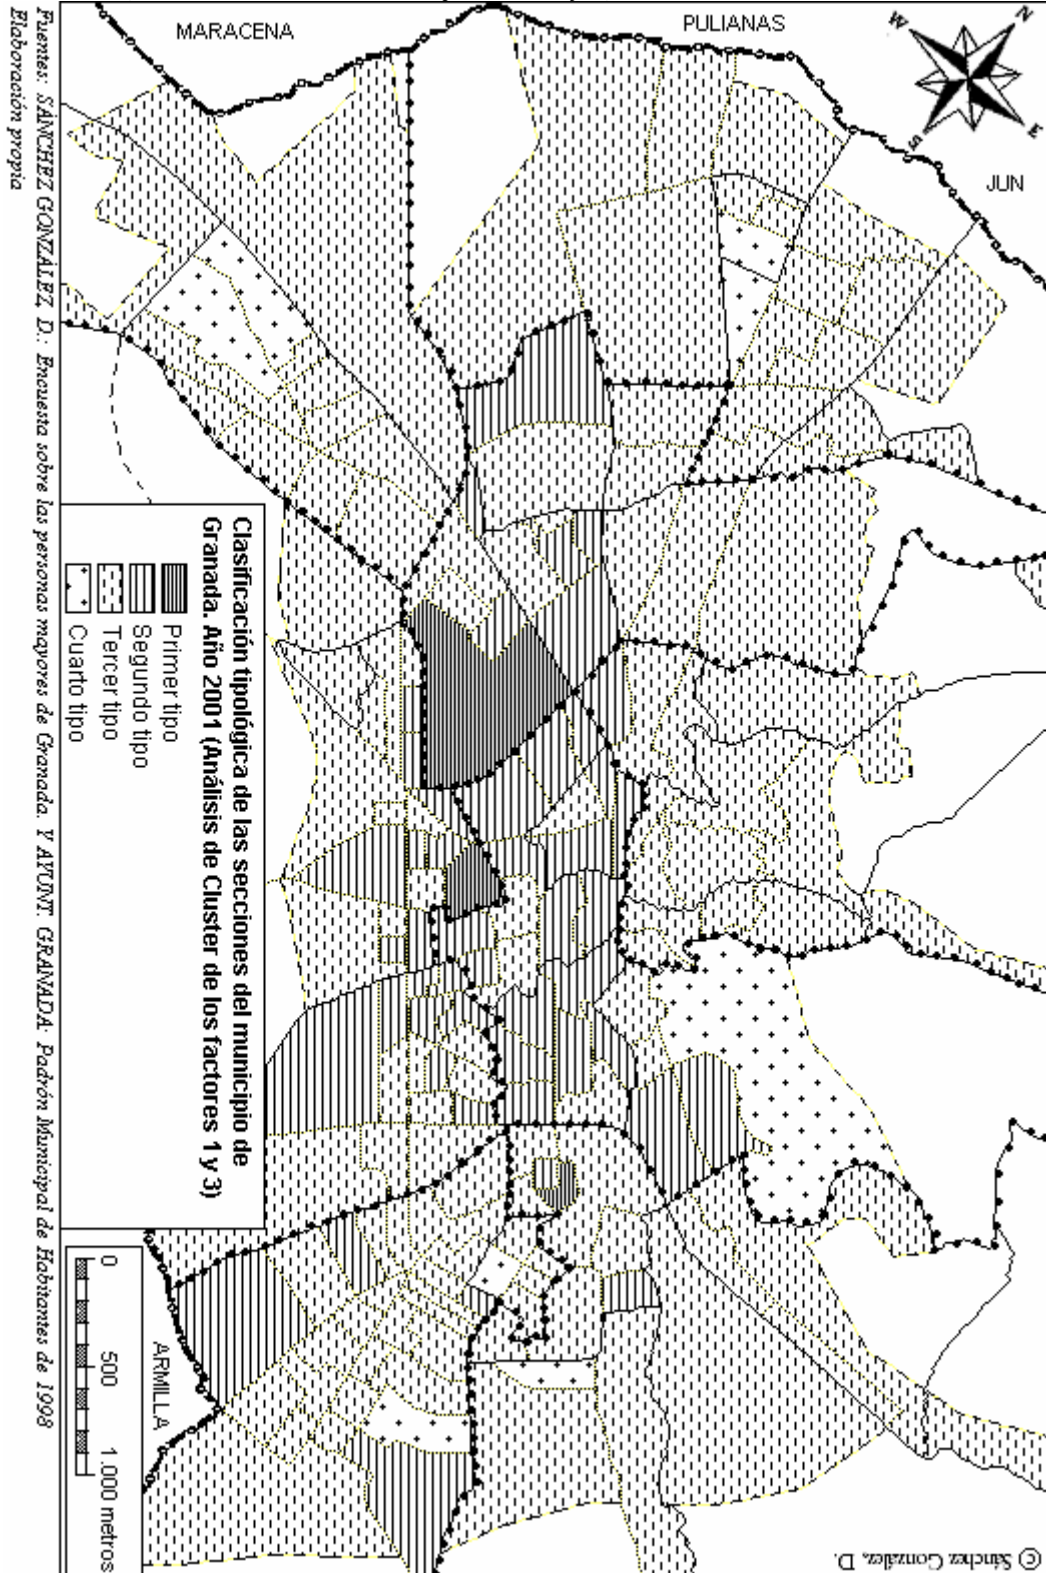 MARACENA
PULIANAS
N
W
E
S
JUN
Clasificación tipológica de las secciones del municipio de
Granada. Año 2001 (Análisis de Cluster de los factores 1 y 3)
Primer tipo
Segundo tipo
Tercer tipo
Cuarto tipo
ARMILLA
0 500 1.000 metros
© Sánchez González, D.
Fuentes: SÁNCHEZ GONZÁLEZ, D.: Encuesta sobre las personas mayores de Granada. Y AYUNT. GRANADA. Padrón Municipal de Habitantes de 1998
Elaboración propia